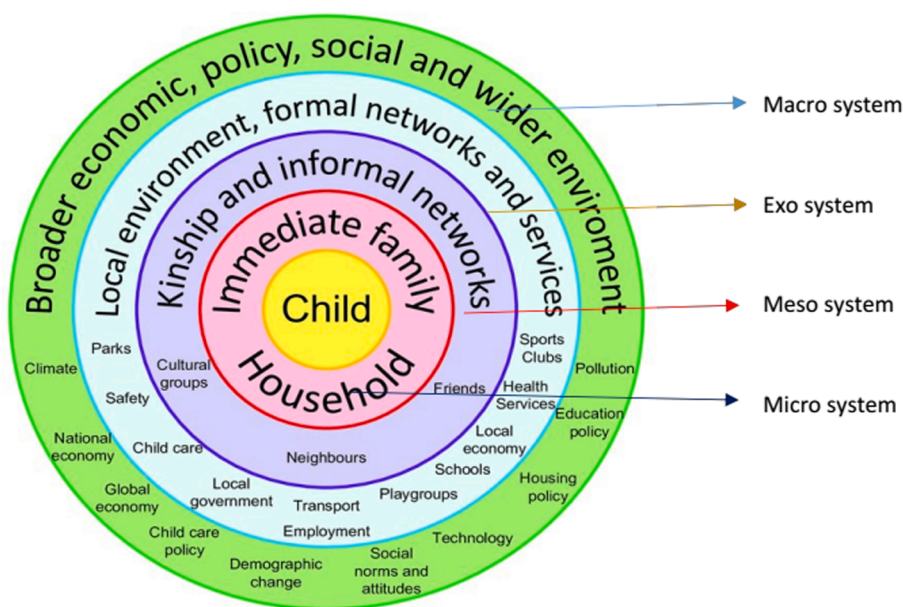 Broader economic, policy, social and wider enviroment
Local environment, formal networks and services
Kinship and informal networks
Immediate family
Child
Household
Macro system
Exo system
Meso system
Micro system
Parks
Climate
Safety
Cultural
groups
Friends
Sports
Clubs
Health
Services
Pollution
Education
policy
National
economy
Child care
Neighbours
Local
economy
Schools
Global
economy
Local
government
Transport
Playgroups
Housing
policy
Employment
Child care
policy
Demographic
change
Social
norms and
attitudes
Technology